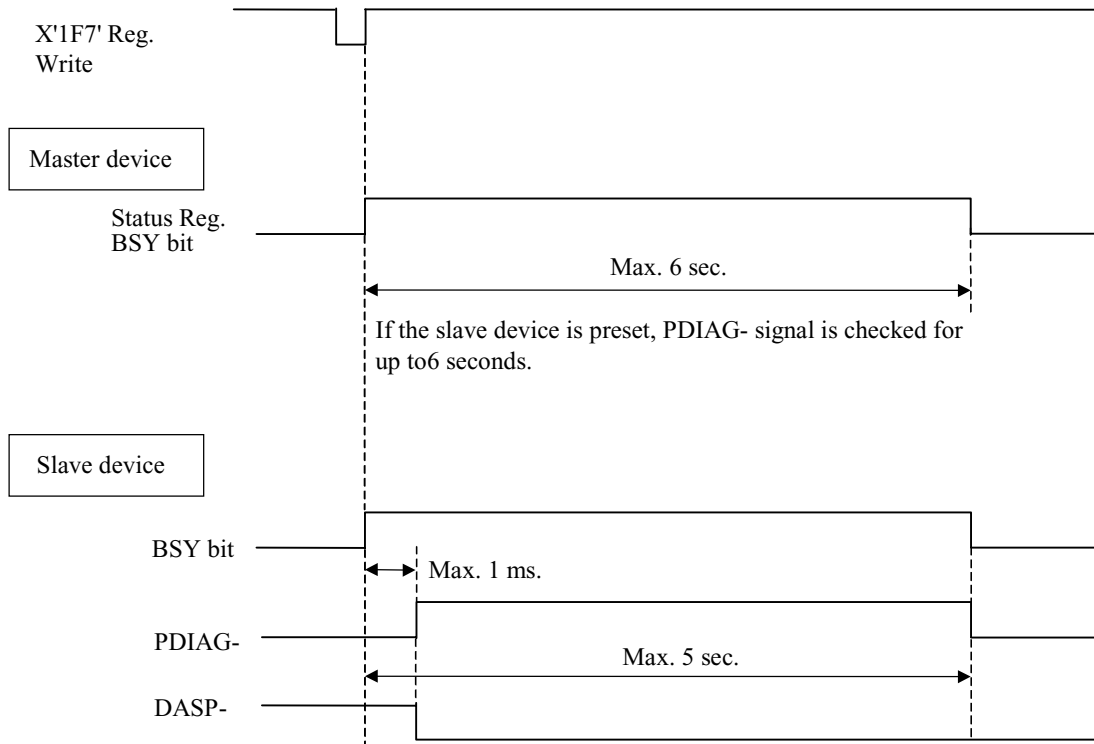 X'1F7' Reg.
Write
Master device
Status Reg.
BSY bit
Max. 6 sec.
If the slave device is preset, PDIAG- signal is checked for
up to6 seconds.
Slave device
BSY bit
Max. 1 ms.
PDIAG-
Max. 5 sec.
DASP-